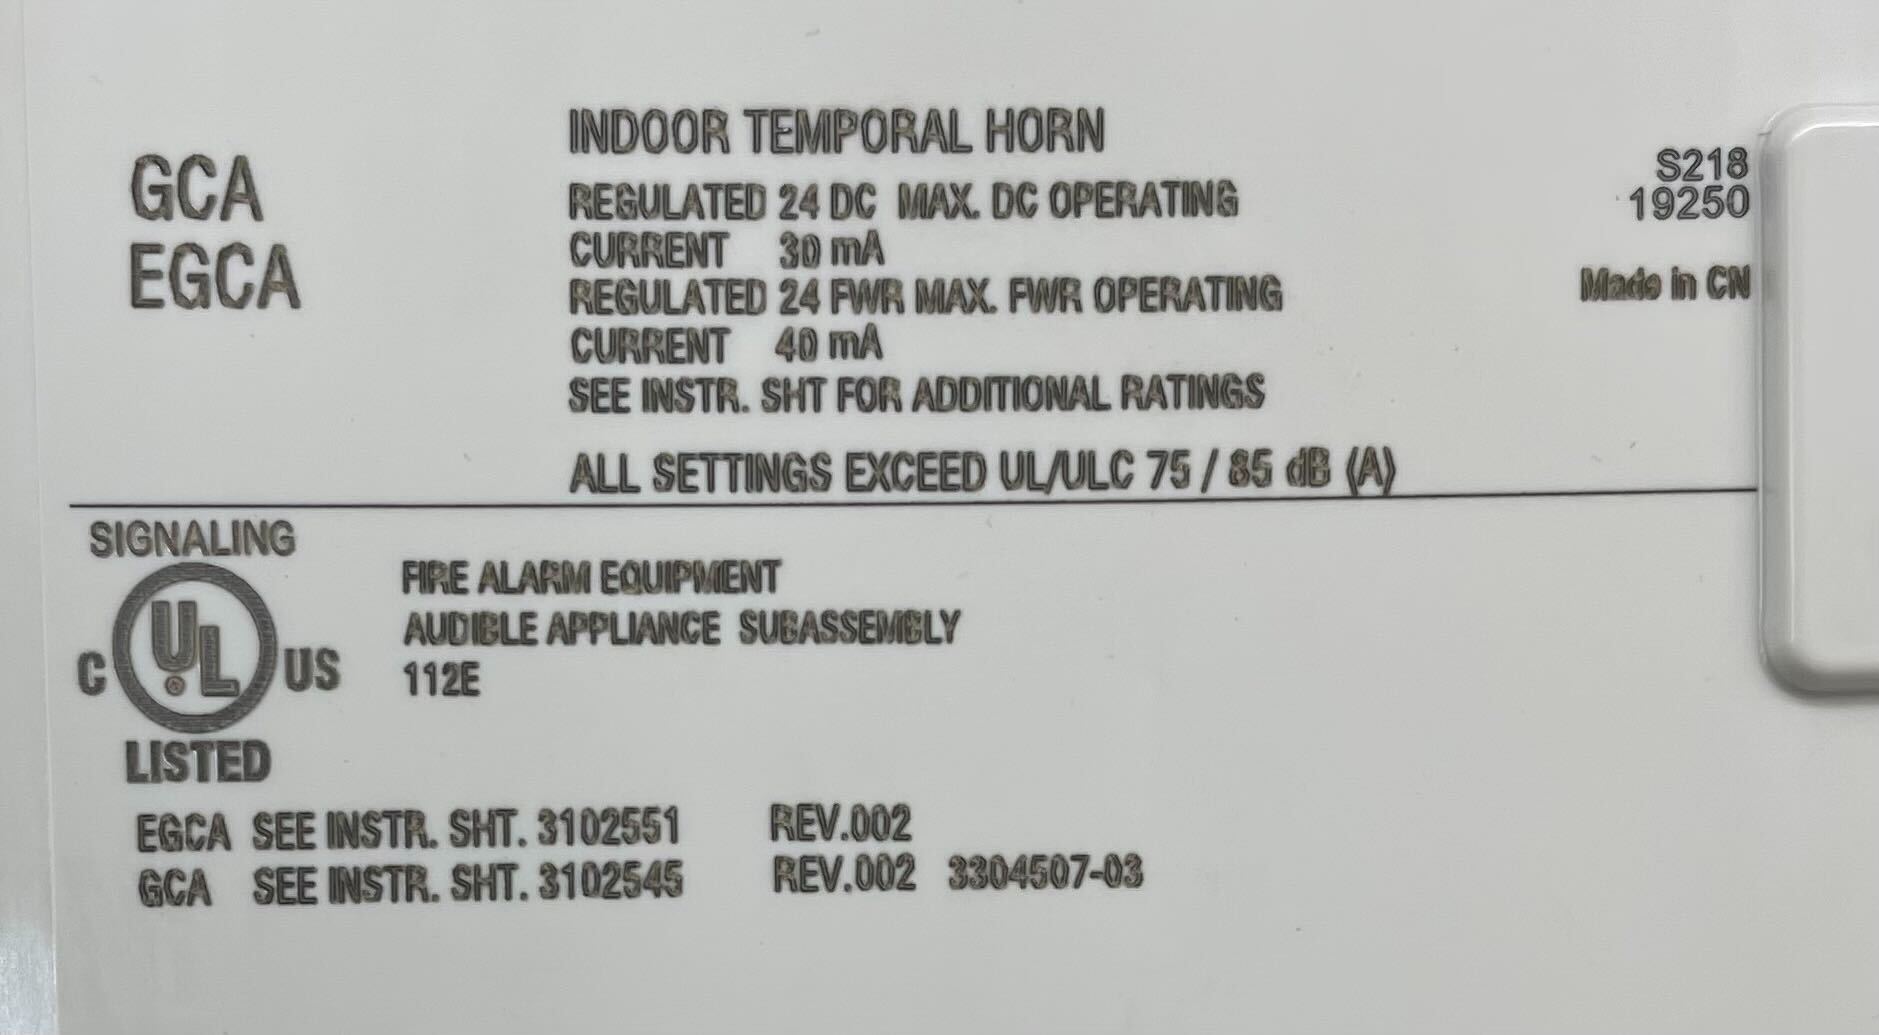 GCA
EGCA
INDOOR TEMPORAL HORN
REGULATED 24 DC MAX. DC OPERATING
CURRENT 30 mA
REGULATED 24 FWR MAX. FWR OPERATING
CURRENT 40 mA
SEE INSTR. SHT FOR ADDITIONAL RATINGS
ALL SETTINGS EXCEED UL/ULC 75 / 85 dB (A)
S218
19250
Made in CN
SIGNALING
C UL US
LISTED
FIRE ALARM EQUIPMENT
AUDIBLE APPLIANCE SUBASSEMBLY
112E
EGCA SEE INSTR. SHT. 3102551 REV.002
GCA SEE INSTR. SHT. 3102545 REV.002 3304507-03